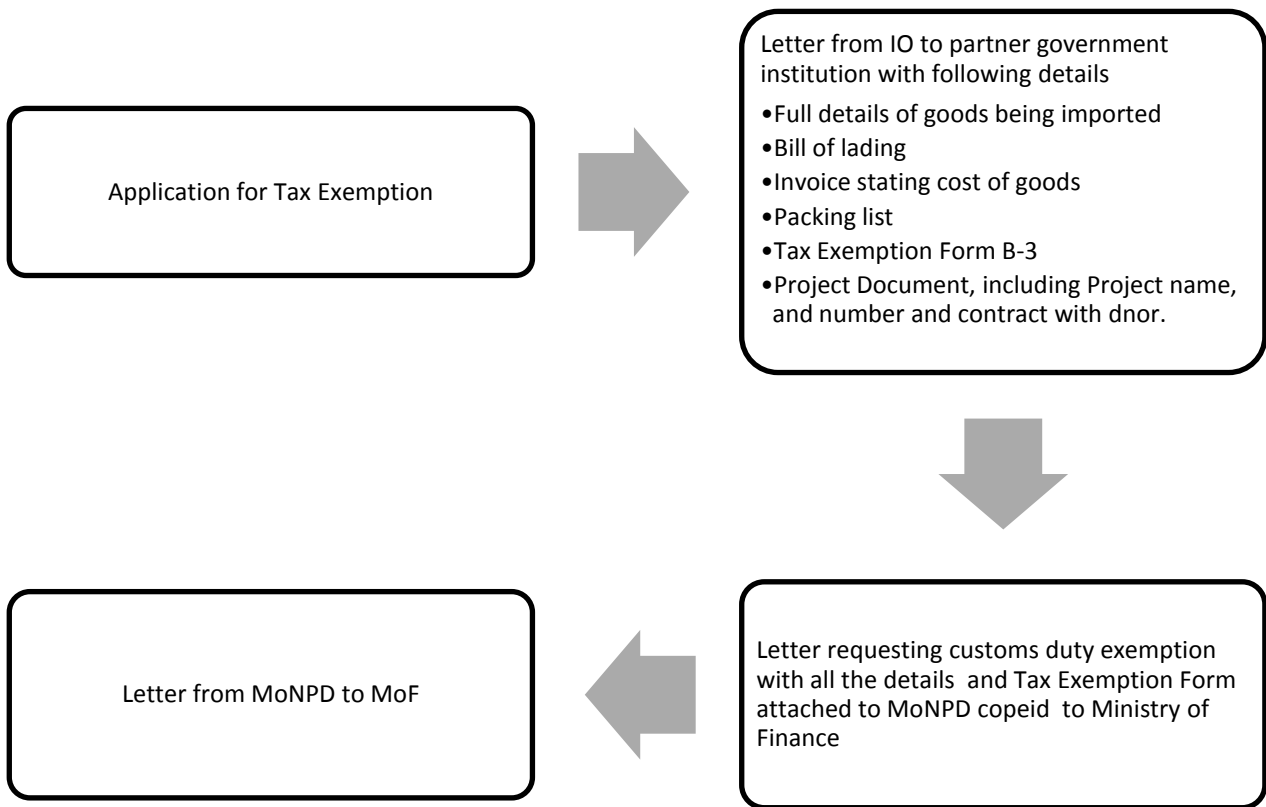 Application for Tax Exemption
Letter from IO to partner government
institution with following details
•Full details of goods being imported
•Bill of lading
•Invoice stating cost of goods
•Packing list
•Tax Exemption Form B-3
•Project Document, including Project name,
and number and contract with dnor.
Letter requesting customs duty exemption
with all the details and Tax Exemption Form
attached to MoNPD copeid to Ministry of
Finance
Letter from MoNPD to MoF